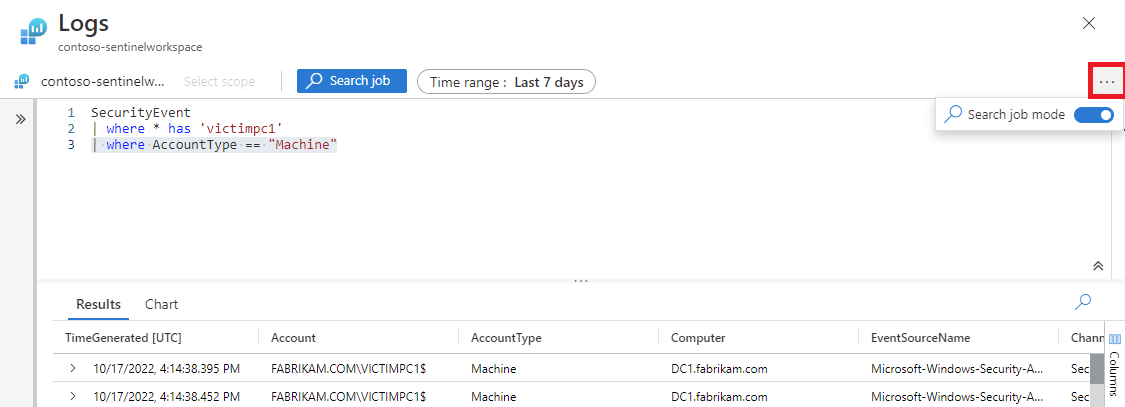 Logs
contoso-sentinelworkspace
contoso-sentinelw... Select scope Search job Time range : Last 7 days ...
Search job mode
1 SecurityEvent
2 | where * has 'victimpc1'
3 | where AccountType == "Machine"
Results Chart
TimeGenerated [UTC] Account AccountType Computer EventSourceName Chann
10/17/2022, 4:14:38.395 PM FABRIKAM.COM\VICTIMPC1$ Machine DC1.fabrikam.com Microsoft-Windows-Security-A... Sec
10/17/2022, 4:14:38.452 PM FABRIKAM.COM\VICTIMPC1$ Machine DC1.fabrikam.com Microsoft-Windows-Security-A... Sec
Columns